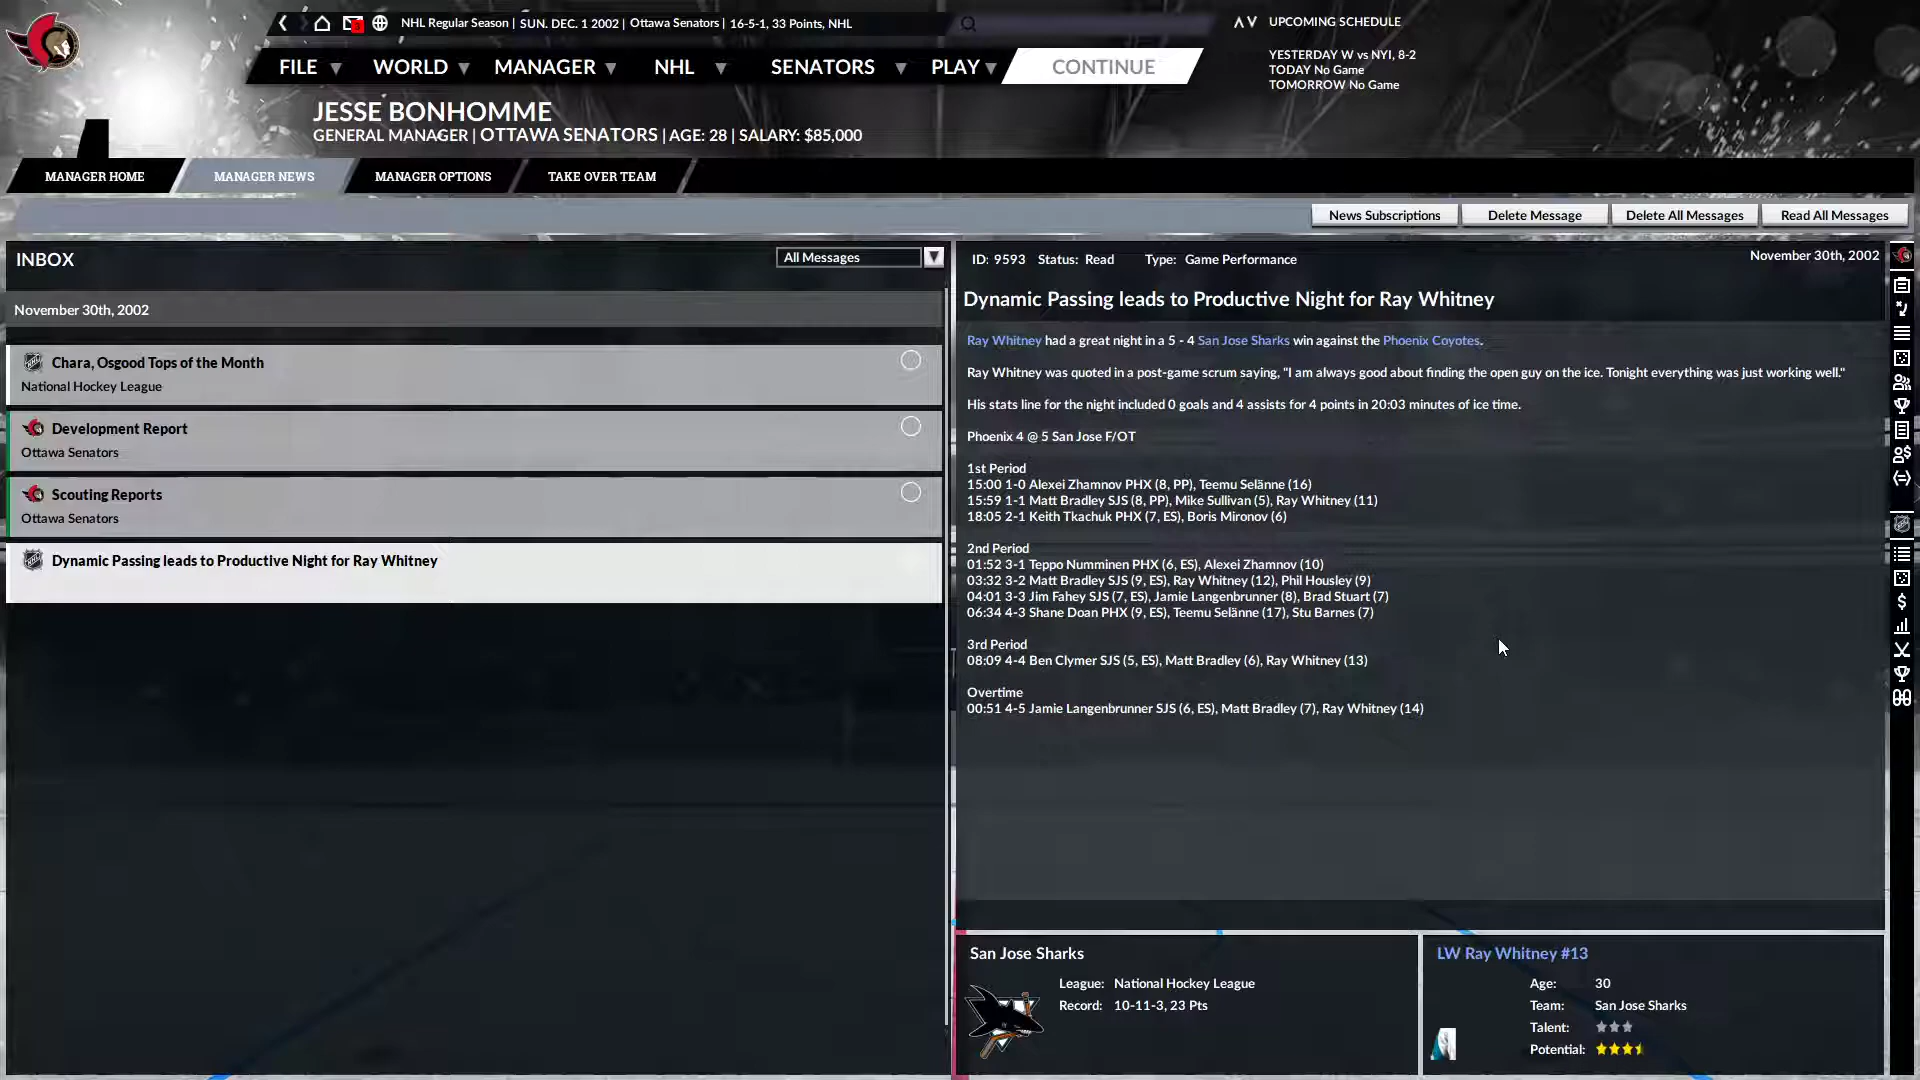 NHL Regular Season | SUN. DEC. 1 2002 | Ottawa Senators | 16-5-1, 33 Points, NHL
UPCOMING SCHEDULE
YESTERDAY W vs NYI, 8-2
TODAY No Game
TOMORROW No Game
FILE WORLD MANAGER NHL SENATORS PLAY CONTINUE
JESSE BONHOMME
GENERAL MANAGER | OTTAWA SENATORS | AGE: 28 | SALARY: $85,000
MANAGER HOME MANAGER NEWS MANAGER OPTIONS TAKE OVER TEAM
News Subscriptions Delete Message Delete All Messages Read All Messages
INBOX All Messages
November 30th, 2002
Chara, Osgood Tops of the Month
National Hockey League
Development Report
Ottawa Senators
Scouting Reports
Ottawa Senators
Dynamic Passing leads to Productive Night for Ray Whitney
ID: 9593 Status: Read Type: Game Performance November 30th, 2002
Dynamic Passing leads to Productive Night for Ray Whitney
Ray Whitney had a great night in a 5 - 4 San Jose Sharks win against the Phoenix Coyotes.
Ray Whitney was quoted in a post-game scrum saying, "I am always good about finding the open guy on the ice. Tonight everything was just working well."
His stats line for the night included 0 goals and 4 assists for 4 points in 20:03 minutes of ice time.
Phoenix 4 @ 5 San Jose F/OT
1st Period
15:00 1-0 Alexei Zhamnov PHX (8, PP), Teemu Selänne (16)
15:59 1-1 Matt Bradley SJS (8, PP), Mike Sullivan (5), Ray Whitney (11)
18:05 2-1 Keith Tkachuk PHX (7, ES), Boris Mironov (6)
2nd Period
01:52 3-1 Teppo Numminen PHX (6, ES), Alexei Zhamnov (10)
03:32 3-2 Matt Bradley SJS (9, ES), Ray Whitney (12), Phil Housley (9)
04:01 3-3 Jim Fahey SJS (7, ES), Jamie Langenbrunner (8), Brad Stuart (7)
06:34 4-3 Shane Doan PHX (9, ES), Teemu Selänne (17), Stu Barnes (7)
3rd Period
08:09 4-4 Ben Clymer SJS (5, ES), Matt Bradley (6), Ray Whitney (13)
Overtime
00:51 4-5 Jamie Langenbrunner SJS (6, ES), Matt Bradley (7), Ray Whitney (14)
San Jose Sharks
League: National Hockey League
Record: 10-11-3, 23 Pts
LW Ray Whitney #13
Age: 30
Team: San Jose Sharks
Talent:
Potential: